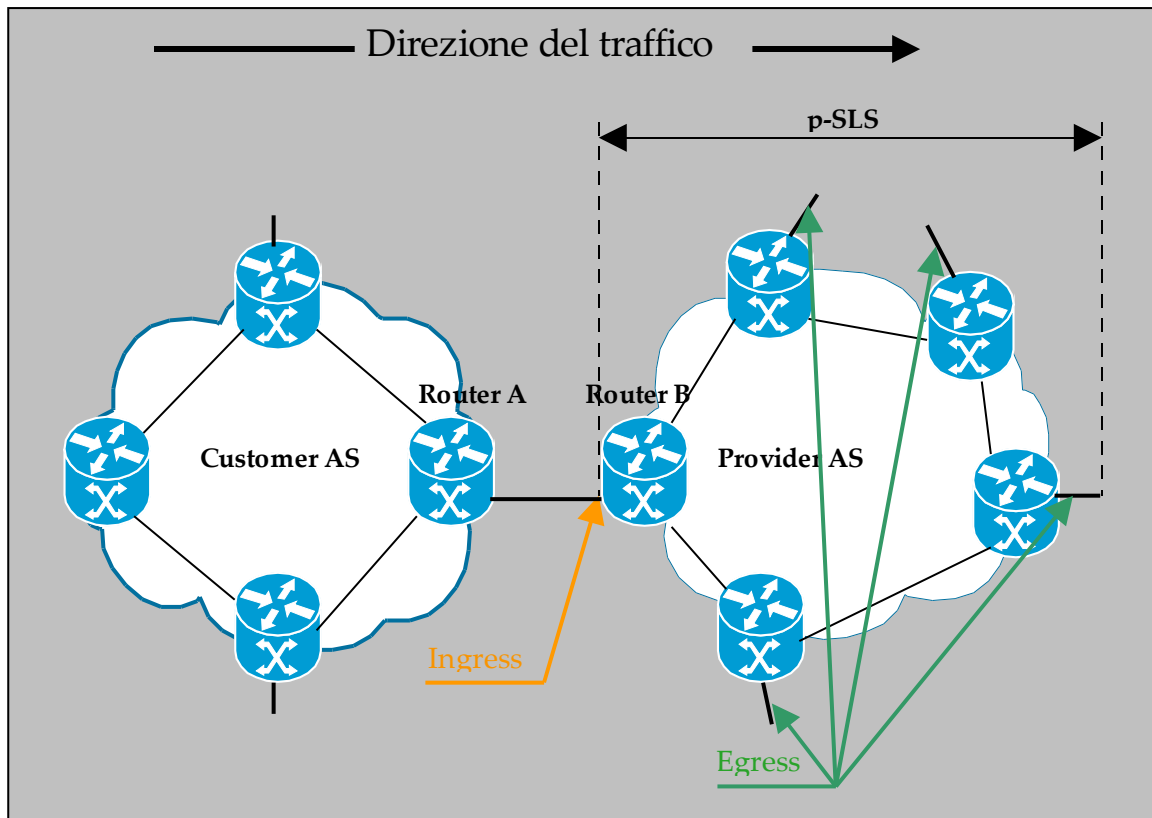 Direzione del traffico
p-SLS
Router A
Router B
Customer AS
Provider AS
Ingress
Egress